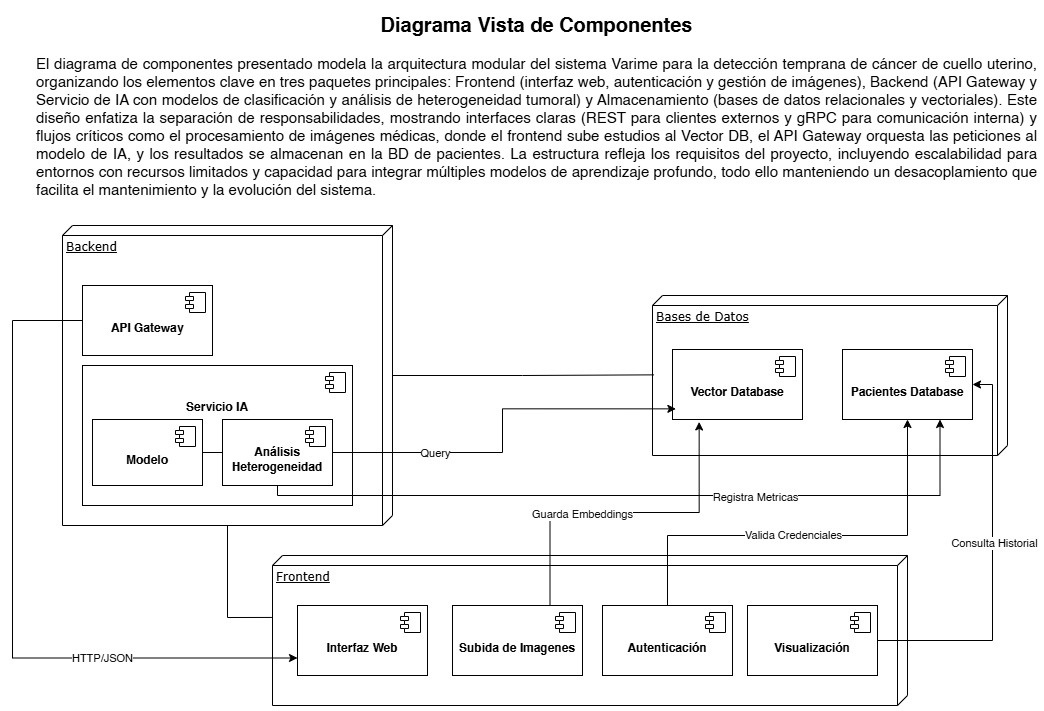 Diagrama Vista de Componentes
El diagrama de componentes presentado modela la arquitectura modular del sistema Varime para la detección temprana de cáncer de cuello uterino,
organizando los elementos clave en tres paquetes principales: Frontend (interfaz web, autenticación y gestión de imágenes), Backend (API Gateway y
Servicio de IA con modelos de clasificación y análisis de heterogeneidad tumoral) y Almacenamiento (bases de datos relacionales y vectoriales). Este
diseño enfatiza la separación de responsabilidades, mostrando interfaces claras (REST para clientes externos y gRPC para comunicación interna) y
flujos críticos como el procesamiento de imágenes médicas, donde el frontend sube estudios al Vector DB, el API Gateway orquesta las peticiones al
modelo de IA, y los resultados se almacenan en la BD de pacientes. La estructura refleja los requisitos del proyecto, incluyendo escalabilidad para
entornos con recursos limitados y capacidad para integrar múltiples modelos de aprendizaje profundo, todo ello manteniendo un desacoplamiento que
facilita el mantenimiento y la evolución del sistema.
Backend
API Gateway
Servicio IA
Modelo
Análisis
Heterogeneidad
Bases de Datos
Vector Database
Pacientes Database
Query
Registra Metricas
Guarda Embeddings
Valida Credenciales
Consulta Historial
Frontend
Interfaz Web
Subida de Imagenes
Autenticación
Visualización
HTTP/JSON